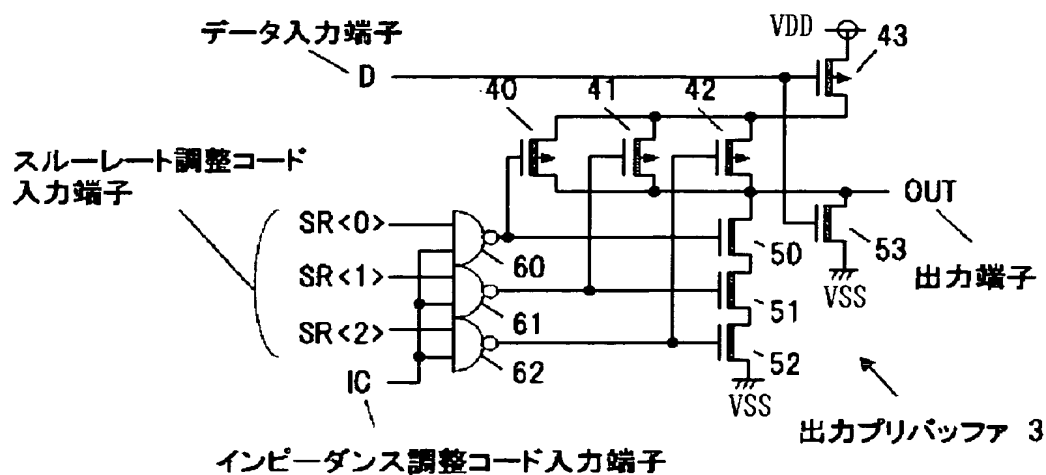 データ入力端子
VDD
43
D
40
41
42
スルーレート調整コード
入力端子
OUT
SR<0>
60
50
53
SR<1>
出力端子
VSS
61
51
SR<2>
62
52
IC
VSS
出力プリバッファ 3
インピーダンス調整コード入力端子